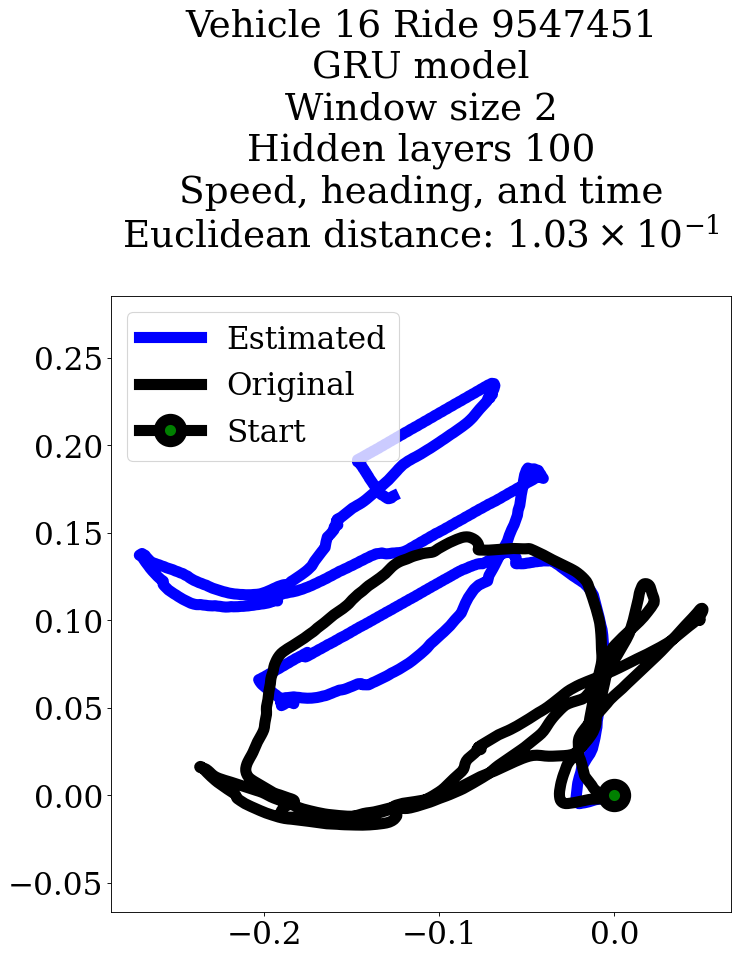 Vehicle 16 Ride 9547451
GRU model
Window size 2
Hidden layers 100
Speed, heading, and time
Euclidean distance: 1.03 × 10⁻¹
Estimated
Original
Start
0.25
0.20
0.15
0.10
0.05
0.00
−0.05
−0.2
−0.1
0.0